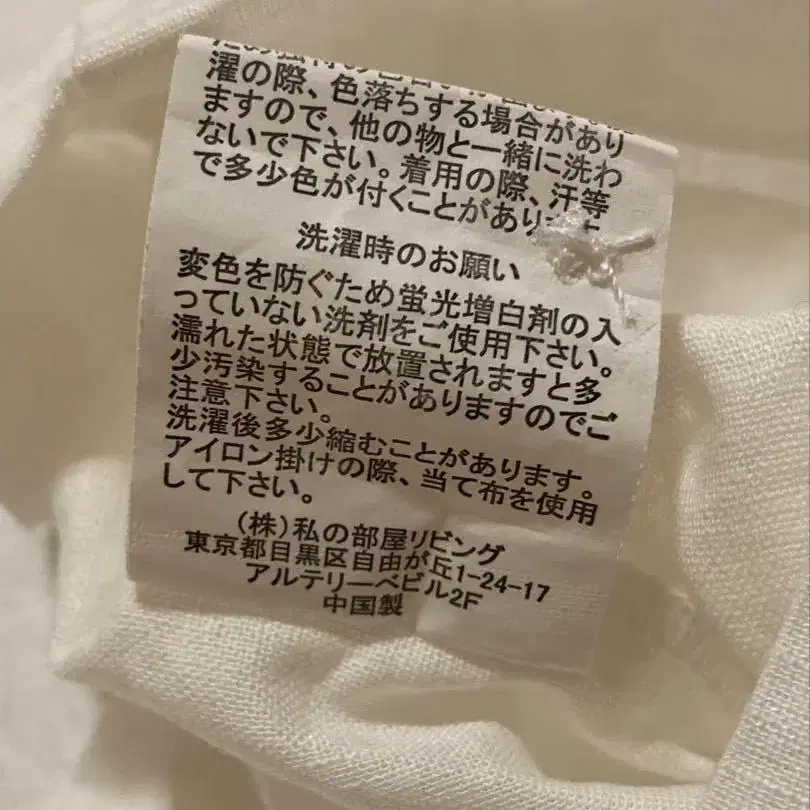 濯の際、色落ちする場合があり
ますので、他の物と一緒に洗わ
ないで下さい。着用の際、汗等
で多少色が付くことがあり
洗濯時のお願い
変色を防ぐため蛍光増白剤の入
っていない洗剤をご使用下さい。
濡れた状態で放置されますと多
少汚染することがありますのでご
注意下さい。
洗濯後多少縮むことがあります。
アイロン掛けの際、当て布を使用
して下さい。
(株)私の部屋リビング
東京都目黒区自由が丘1-24-17
アルテリーベビル2F
中国製